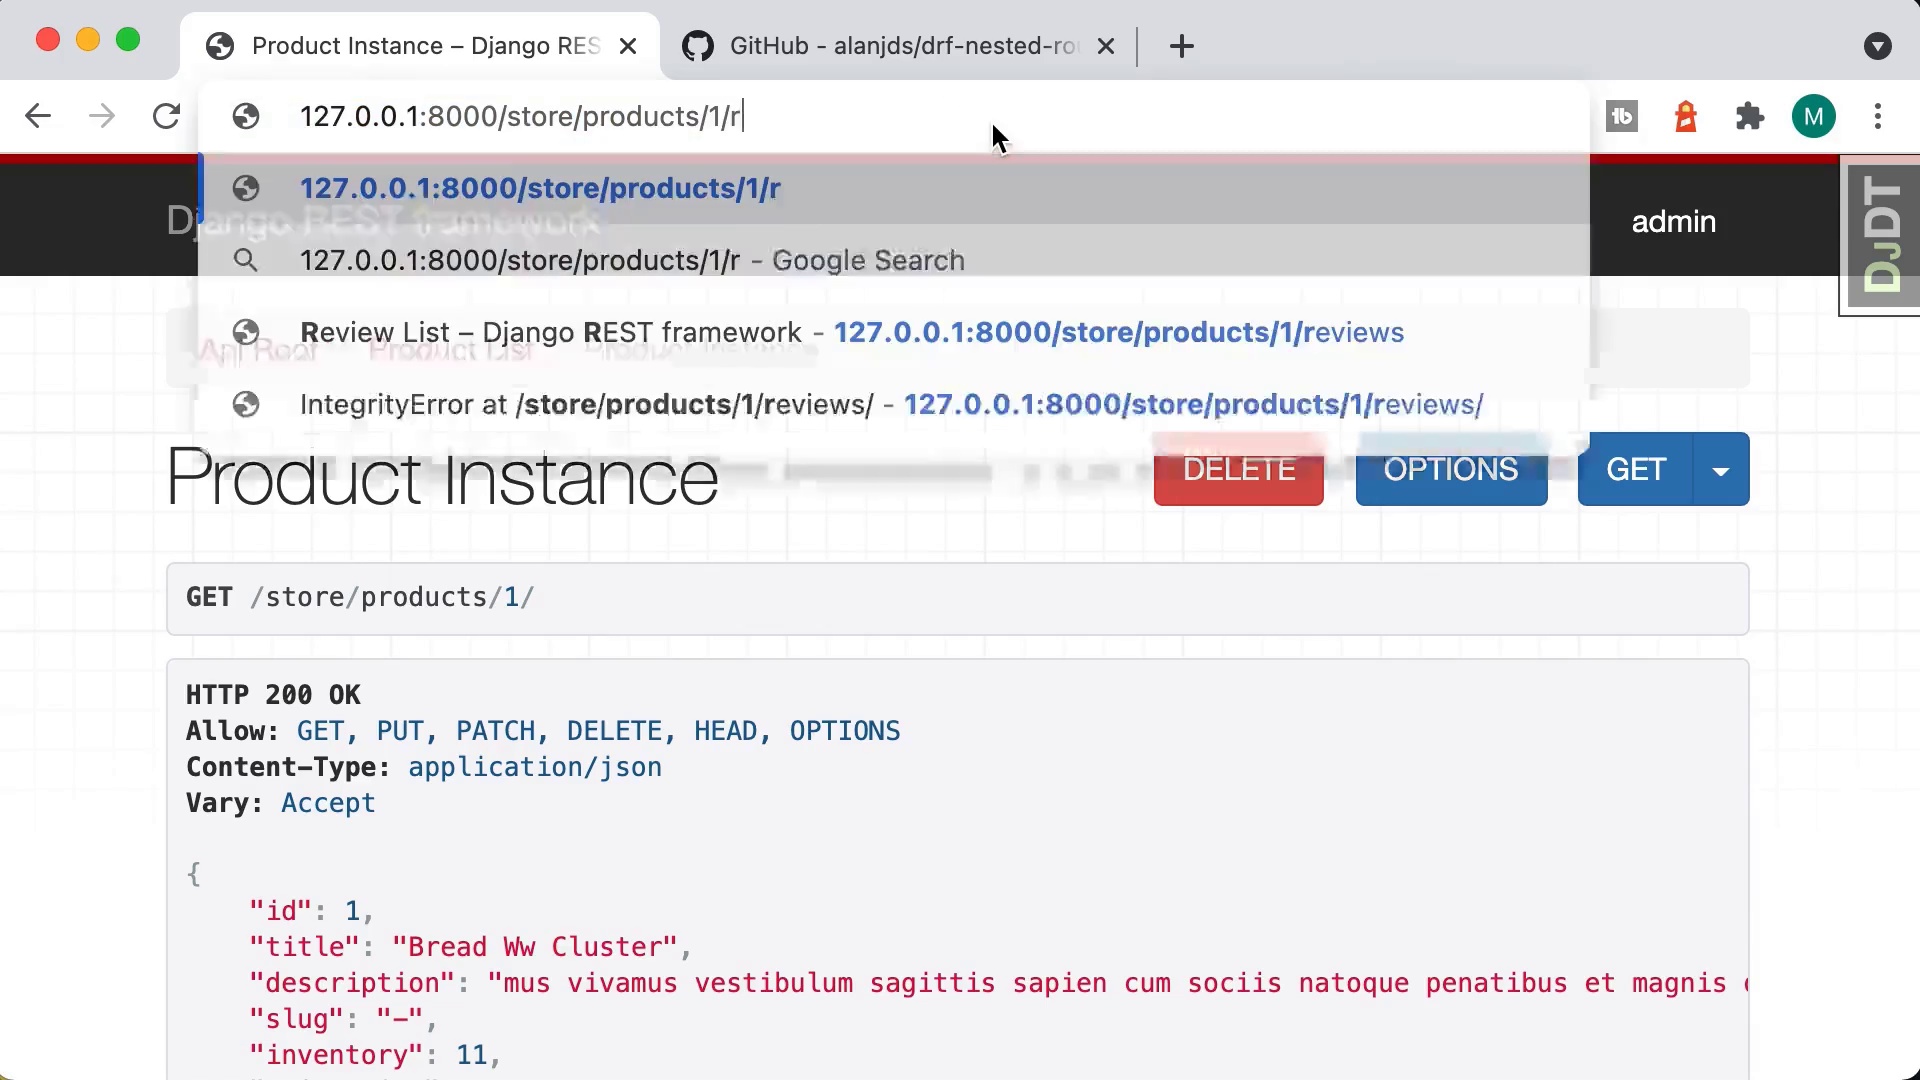 Product Instance – Django RES
GitHub - alanjds/drf-nested-ro
127.0.0.1:8000/store/products/1/r
M
127.0.0.1:8000/store/products/1/r
Django REST framework
admin
DJDT
127.0.0.1:8000/store/products/1/r - Google Search
Review List – Django REST framework - 127.0.0.1:8000/store/products/1/reviews
Api Root Product List Product Instance
IntegrityError at /store/products/1/reviews/ - 127.0.0.1:8000/store/products/1/reviews/
Product Instance
DELETE
OPTIONS
GET
GET /store/products/1/
HTTP 200 OK
Allow: GET, PUT, PATCH, DELETE, HEAD, OPTIONS
Content-Type: application/json
Vary: Accept
{
"id": 1,
"title": "Bread Ww Cluster",
"description": "mus vivamus vestibulum sagittis sapien cum sociis natoque penatibus et magnis
"slug": "-",
"inventory": 11,